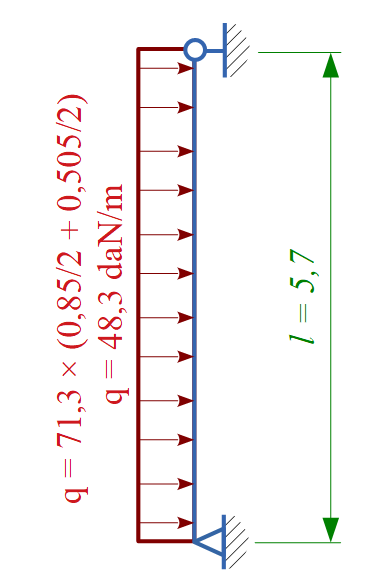 q = 71,3 × (0,85/2 + 0,505/2)
q = 48,3 daN/m
l = 5,7